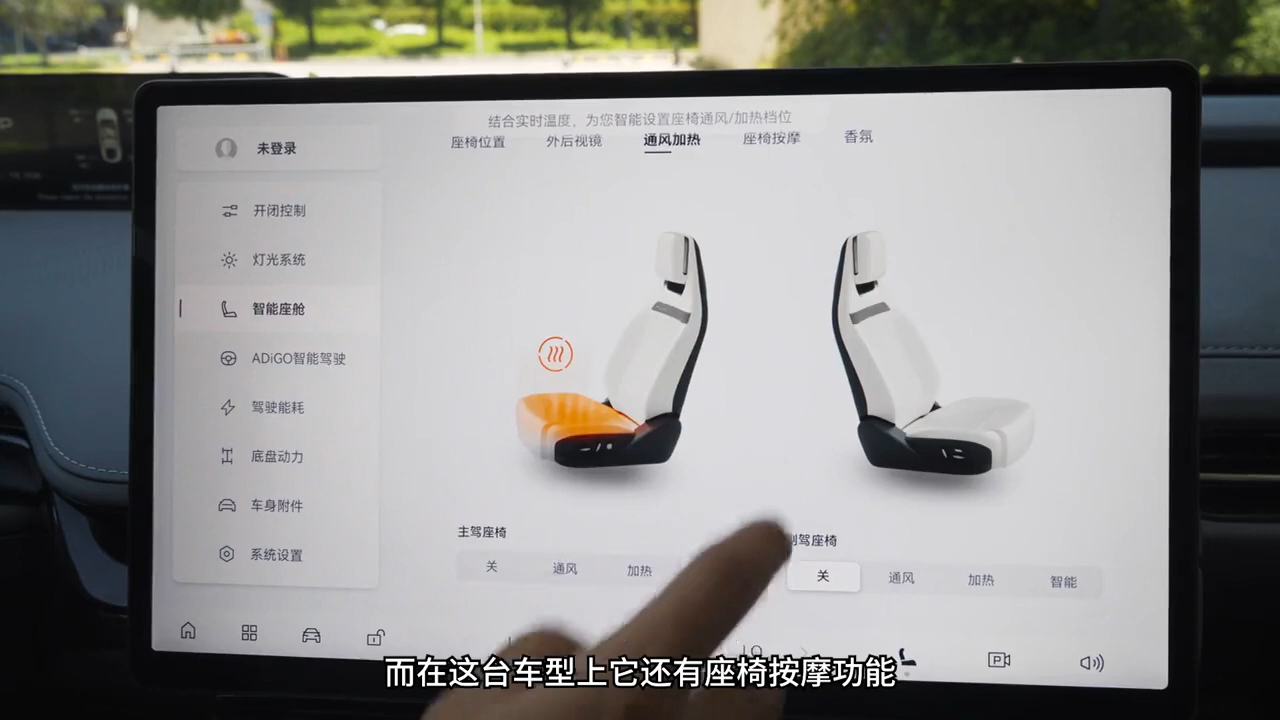 结合实时温度，为您智能设置座椅通风/加热档位
未登录
座椅位置
外后视镜
通风加热
座椅按摩
香氛
开闭控制
灯光系统
智能座舱
ADiGO智能驾驶
驾驶能耗
底盘动力
车身附件
系统设置
主驾座椅
关
通风
加热
副驾座椅
关
通风
加热
智能
而在这台车型上它还有座椅按摩功能